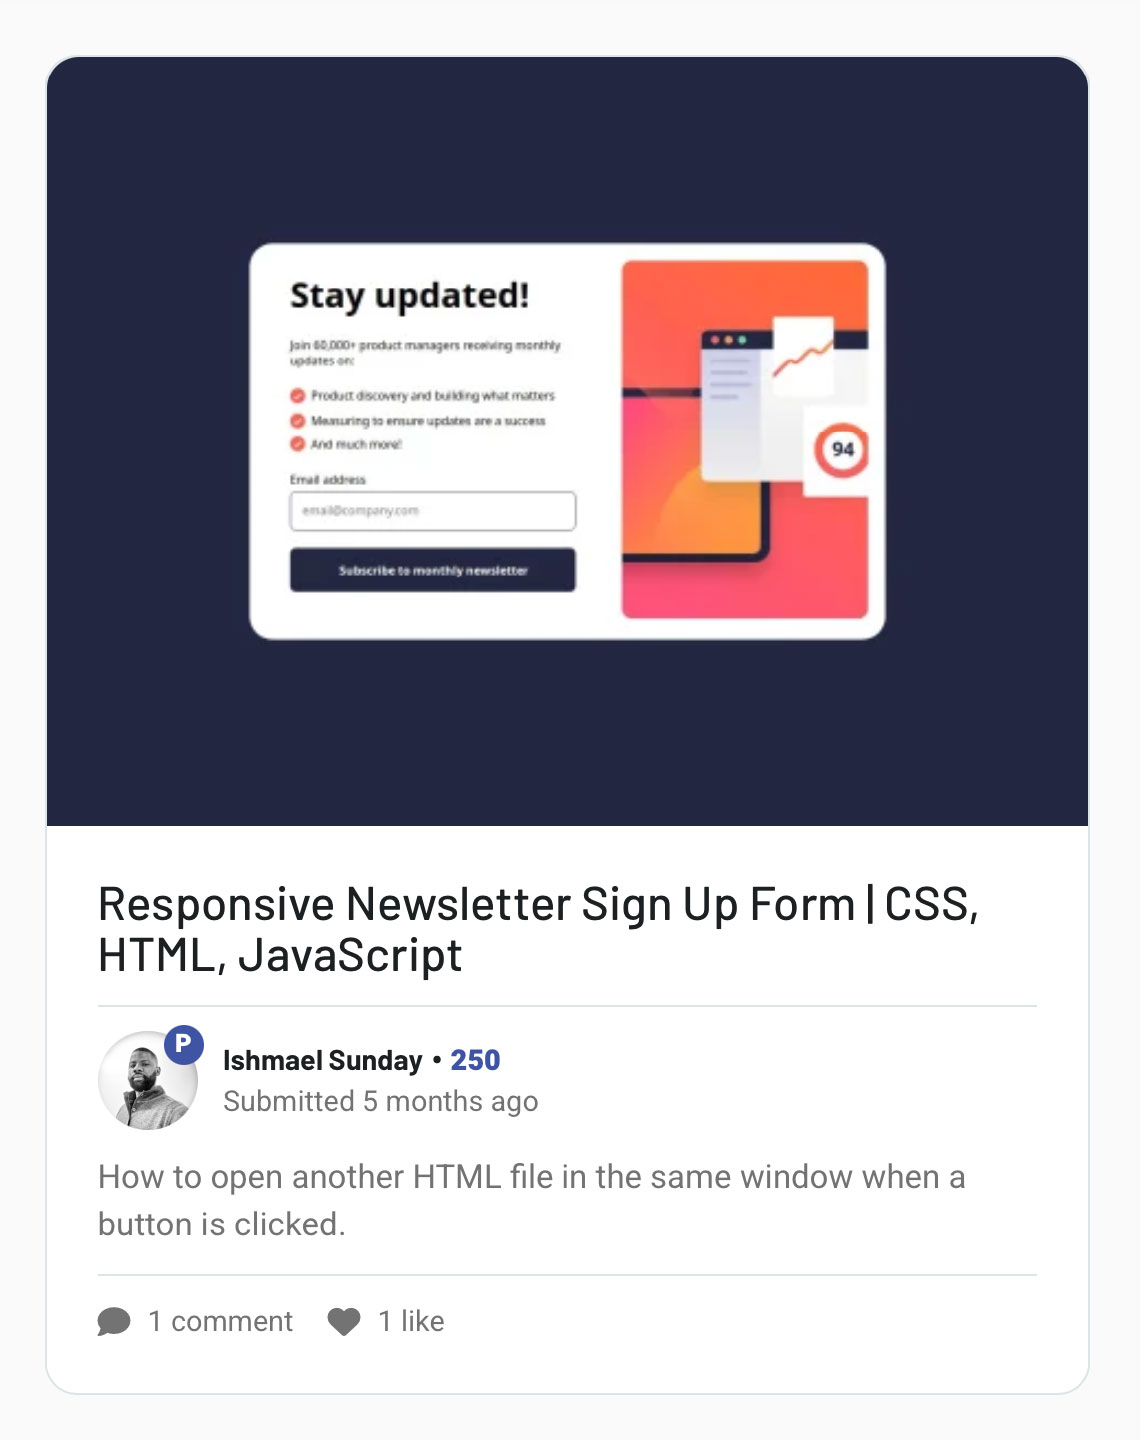 Stay updated!
Join 60,000+ product managers receiving monthly
updates on:
Product discovery and building what matters
Measuring to ensure updates are a success
And much more!
Email address
email@company.com
Subscribe to monthly newsletter
94
Responsive Newsletter Sign Up Form | CSS,
HTML, JavaScript
P
Ishmael Sunday • 250
Submitted 5 months ago
How to open another HTML file in the same window when a
button is clicked.
1 comment 1 like